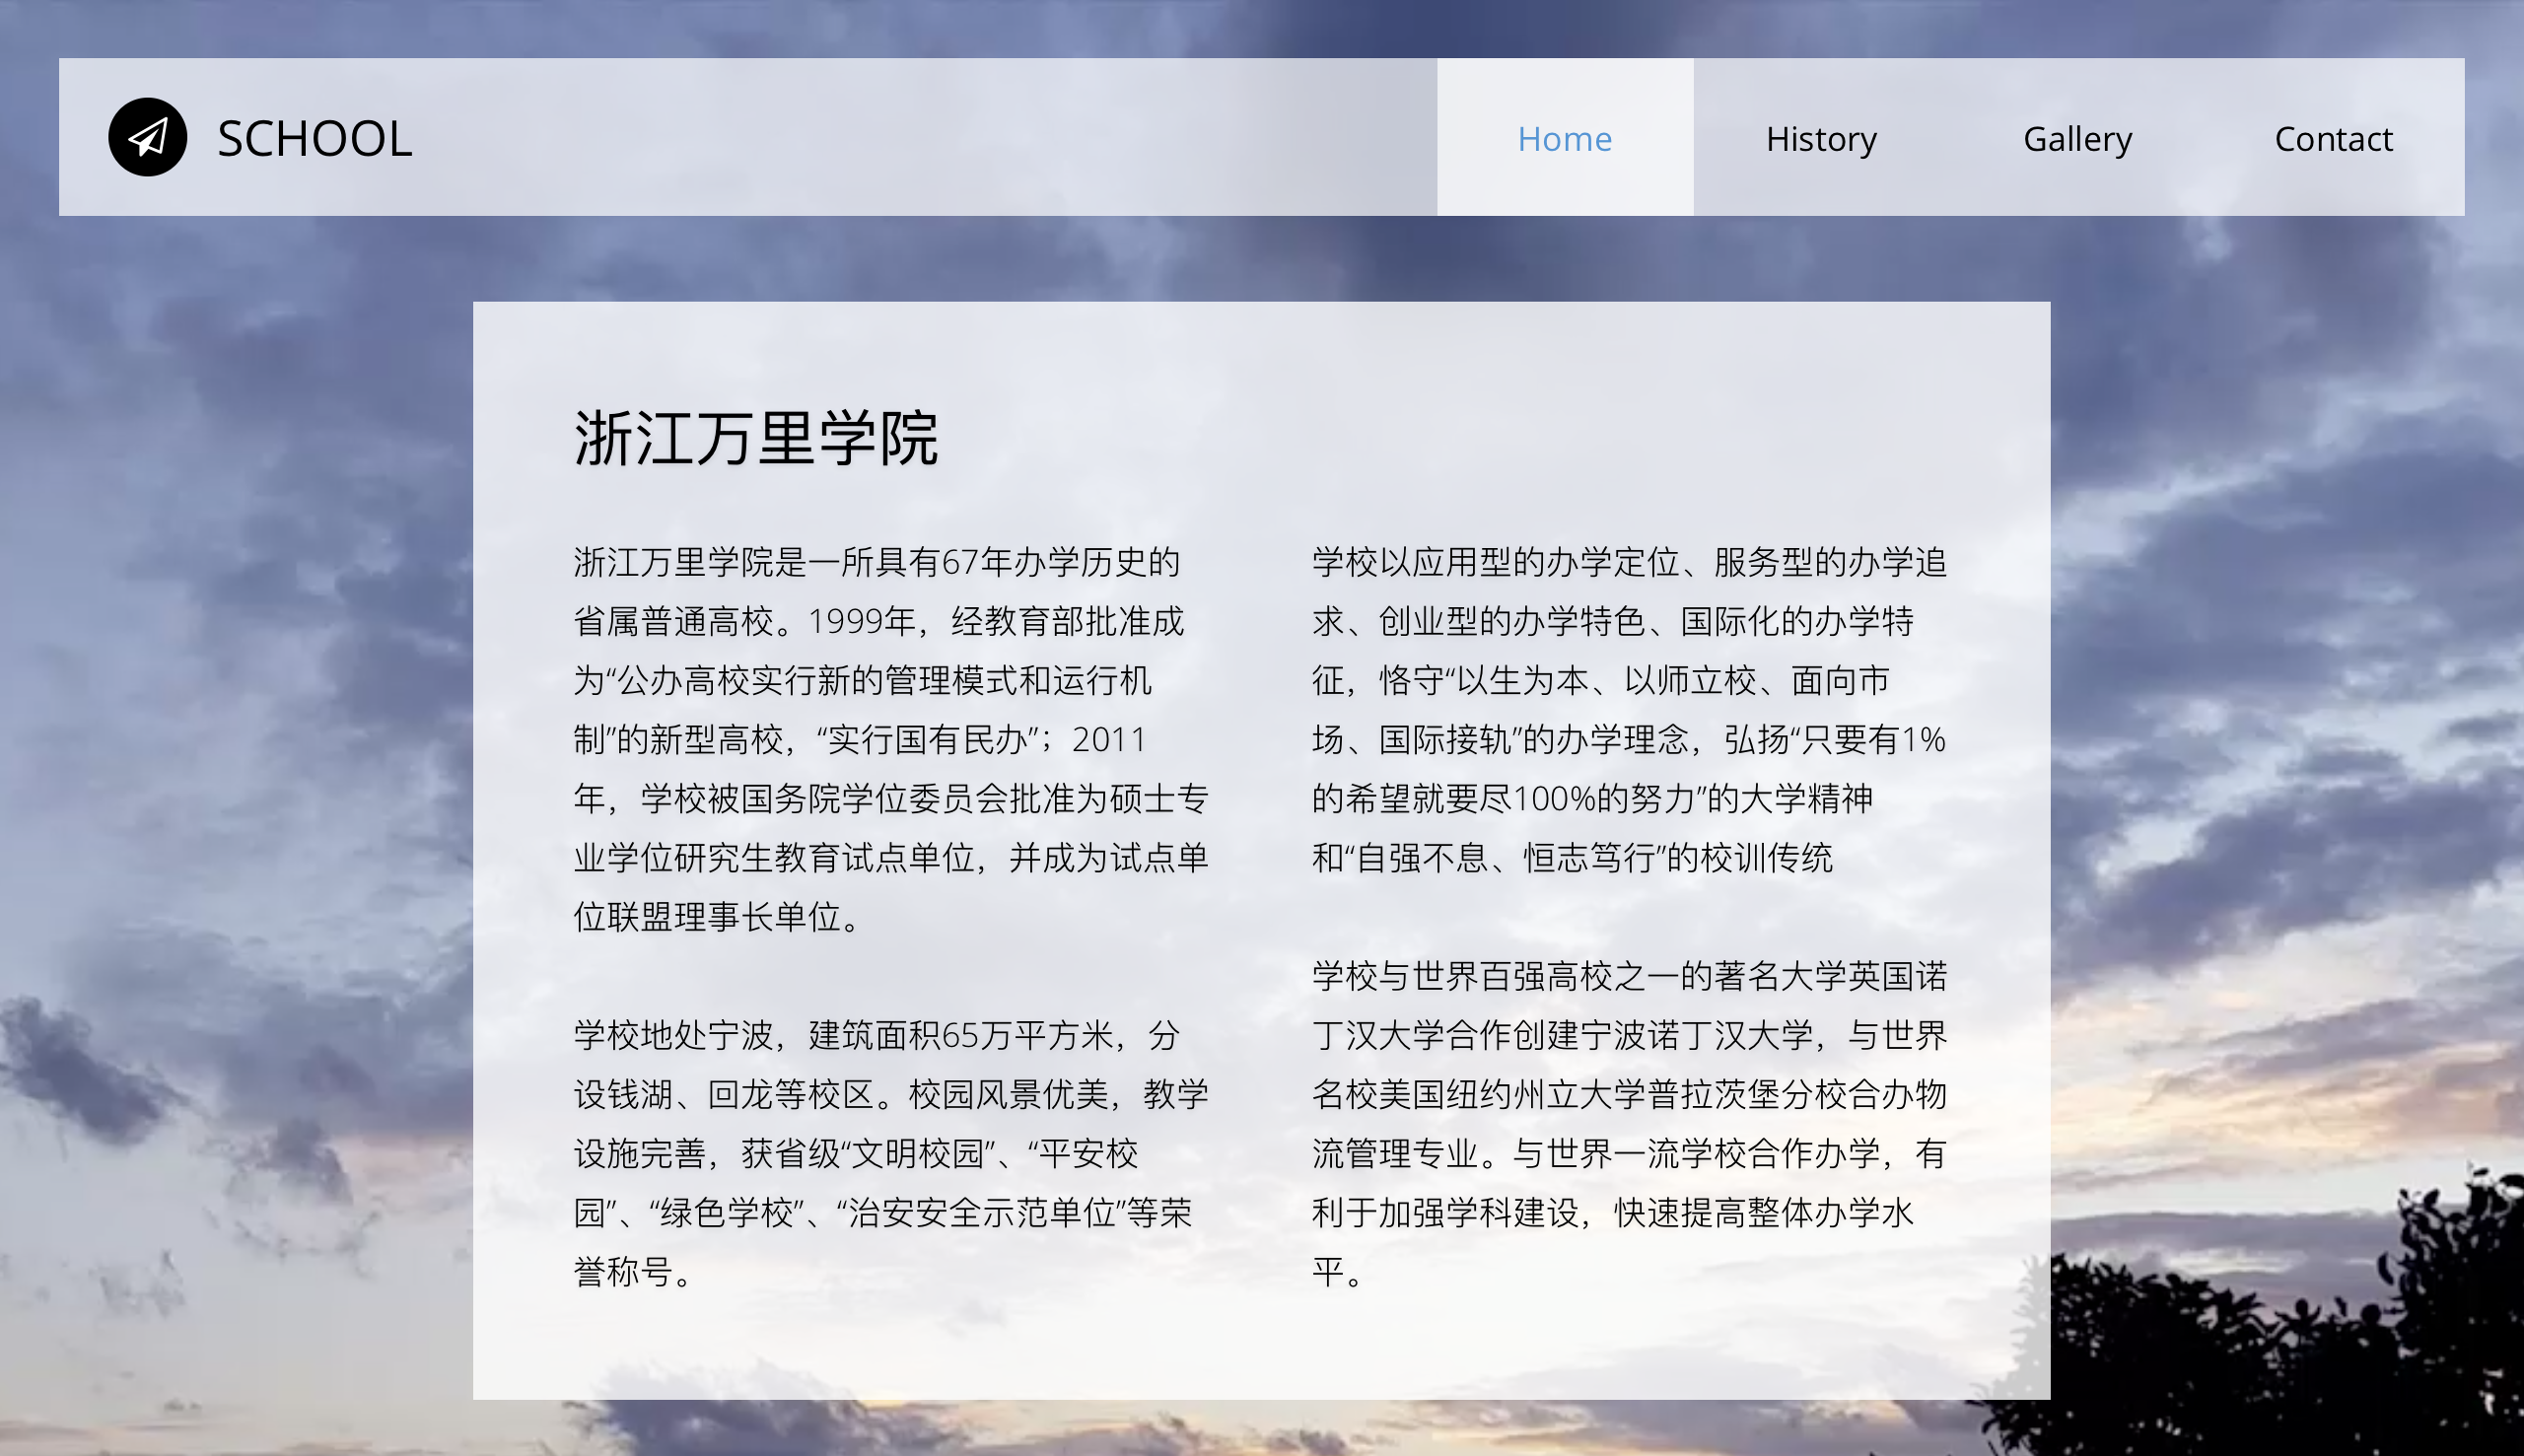 SCHOOL
Home
History
Gallery
Contact
浙江万里学院
浙江万里学院是一所具有67年办学历史的
省属普通高校。1999年，经教育部批准成
为“公办高校实行新的管理模式和运行机
制”的新型高校，“实行国有民办”；2011
年，学校被国务院学位委员会批准为硕士专
业学位研究生教育试点单位，并成为试点单
位联盟理事长单位。
学校地处宁波，建筑面积65万平方米，分
设钱湖、回龙等校区。校园风景优美，教学
设施完善，获省级“文明校园”、“平安校
园”、“绿色学校”、“治安安全示范单位”等荣
誉称号。
学校以应用型的办学定位、服务型的办学追
求、创业型的办学特色、国际化的办学特
征，恪守“以生为本、以师立校、面向市
场、国际接轨”的办学理念，弘扬“只要有1%
的希望就要尽100%的努力”的大学精神
和“自强不息、恒志笃行”的校训传统
学校与世界百强高校之一的著名大学英国诺
丁汉大学合作创建宁波诺丁汉大学，与世界
名校美国纽约州立大学普拉茨堡分校合办物
流管理专业。与世界一流学校合作办学，有
利于加强学科建设，快速提高整体办学水
平。